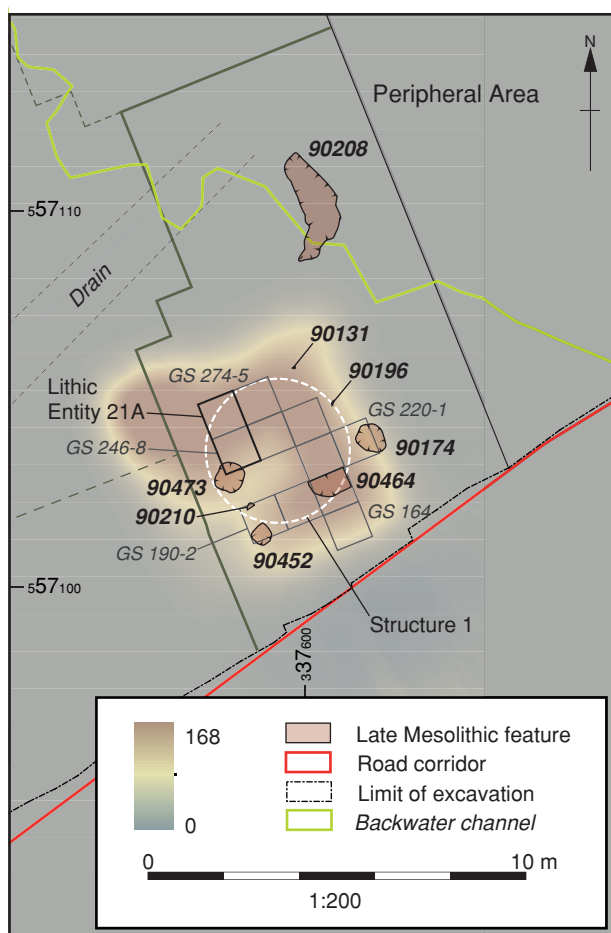 N
Peripheral Area
90208
557110
Drain
90131
GS 274-5
90196
Lithic
Entity 21A
GS 220-1
GS 246-8
90174
90473
90464
90210
GS 164
GS 190-2
90452
557100
Structure 1
337600
168
0
Late Mesolithic feature
Road corridor
Limit of excavation
Backwater channel
0
10 m
1:200